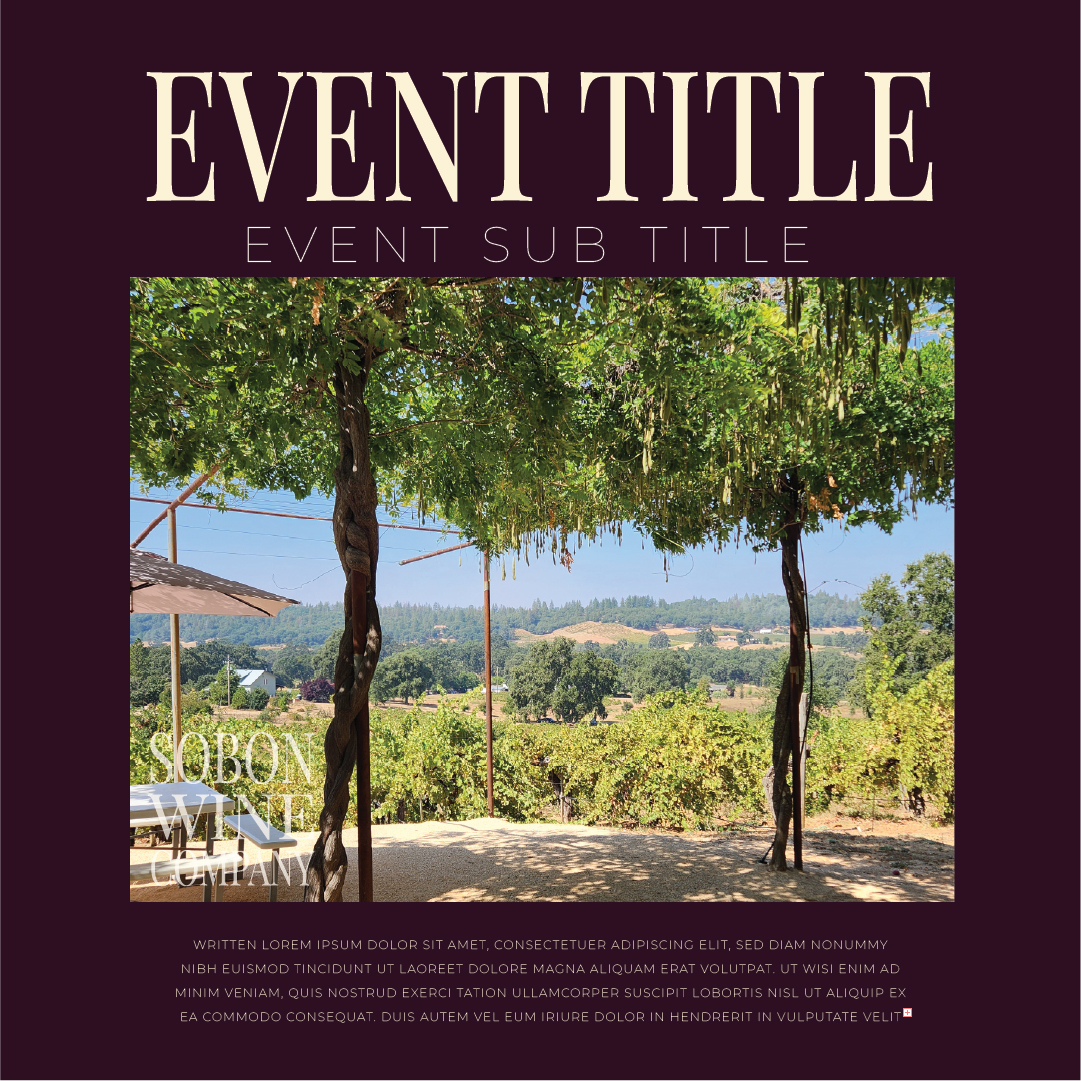 EVENT TITLE
EVENT SUB TITLE
SOBON
WINE
COMPANY
WRITTEN LOREM IPSUM DOLOR SIT AMET, CONSECTETUER ADIPISCING ELIT, SED DIAM NONUMMY
NIBH EUISMOD TINCIDUNT UT LAOREET DOLORE MAGNA ALIQUAM ERAT VOLUTPAT. UT WISI ENIM AD
MINIM VENIAM, QUIS NOSTRUD EXERCI TATION ULLAMCORPER SUSCIPIT LOBORTIS NISL UT ALIQUIP EX
EA COMMODO CONSEQUAT. DUIS AUTEM VEL EUM IRIURE DOLOR IN HENDRERIT IN VULPUTATE VELIT